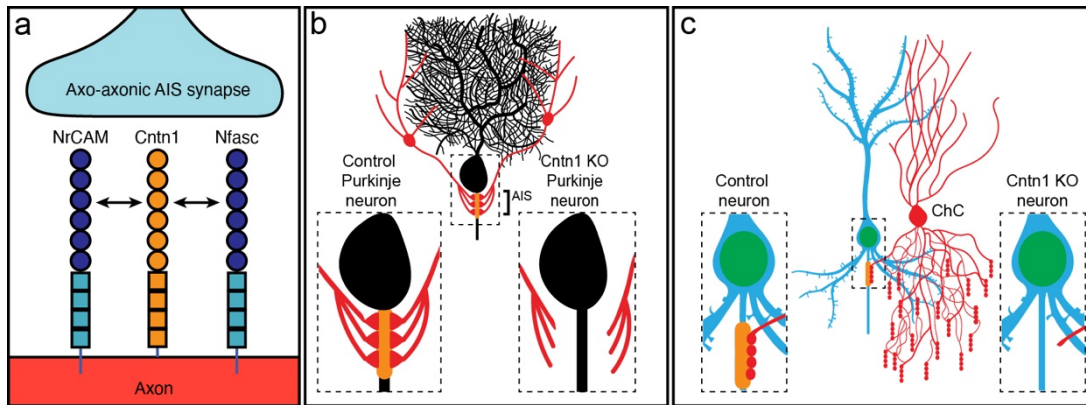 a
Axo-axonic AIS synapse
NrCAM Cntn1 Nfasc
Axon
b
Control
Purkinje
neuron
Cntn1 KO
Purkinje
neuron
AIS
c
Control
neuron
ChC
Cntn1 KO
neuron